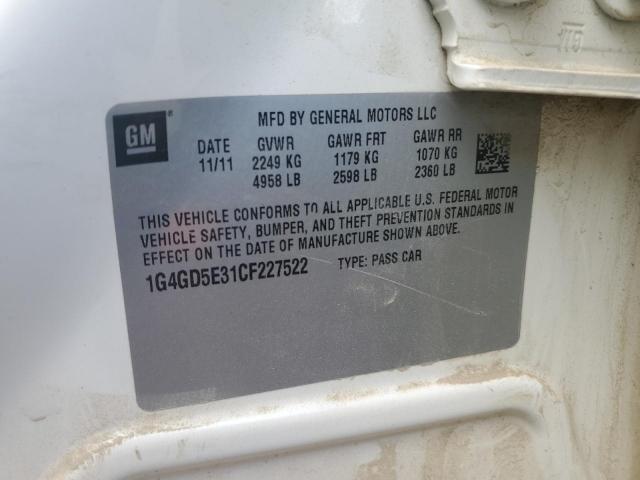 175
GM®
MFD BY GENERAL MOTORS LLC
DATE GVWR GAWR FRT GAWR RR
11/11 2249 KG 1179 KG 1070 KG
4958 LB 2598 LB 2360 LB
THIS VEHICLE CONFORMS TO ALL APPLICABLE U.S. FEDERAL MOTOR
VEHICLE SAFETY, BUMPER, AND THEFT PREVENTION STANDARDS IN
EFFECT ON THE DATE OF MANUFACTURE SHOWN ABOVE.
1G4GD5E31CF227522 TYPE: PASS CAR